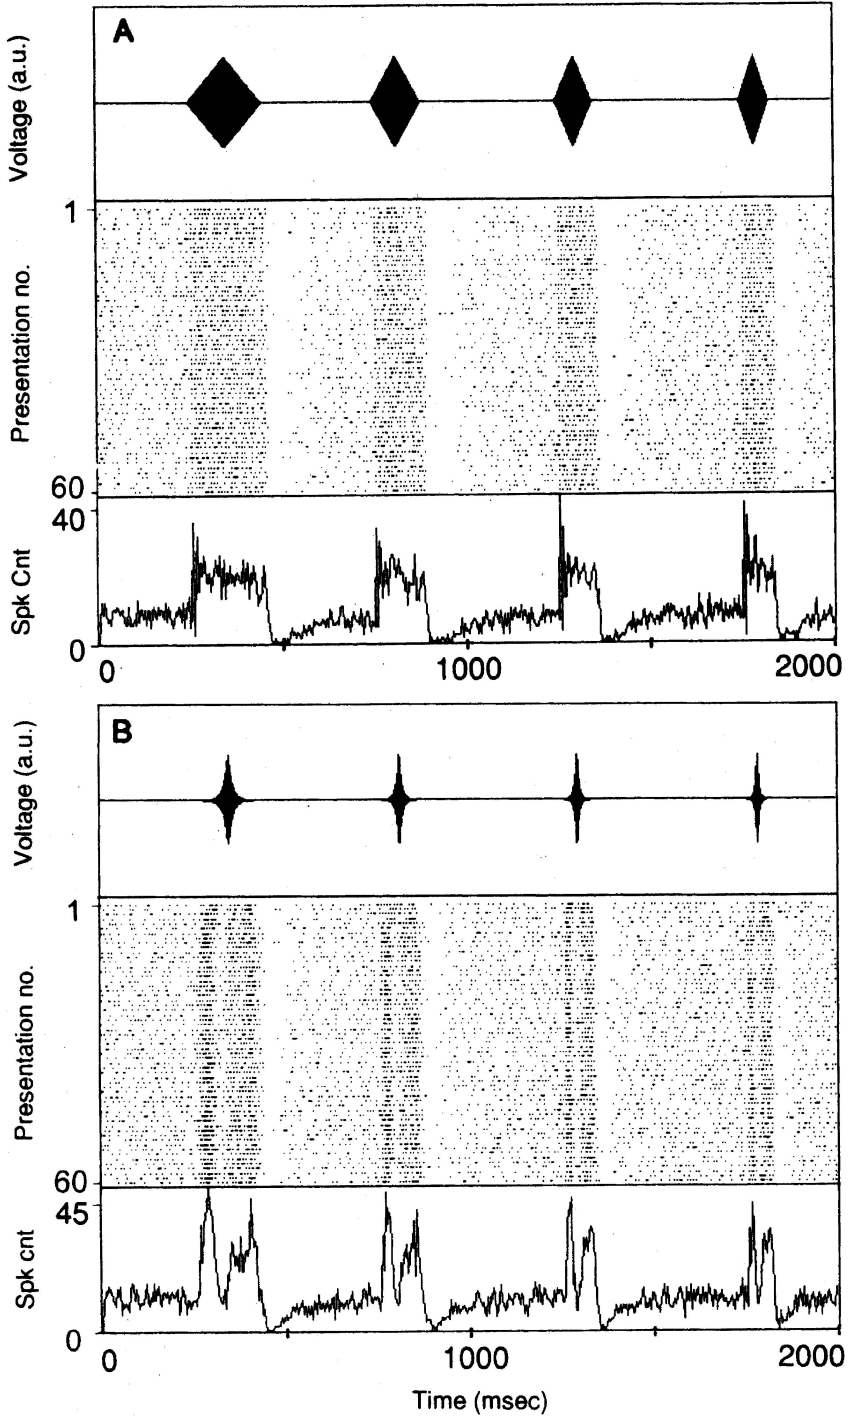 A
Voltage (a.u.)
1
Presentation no.
60
40
Spk Cnt
0
0 1000 2000
B
Voltage (a.u.)
1
Presentation no.
60
45
Spk cnt
0
0 1000 2000
Time (msec)